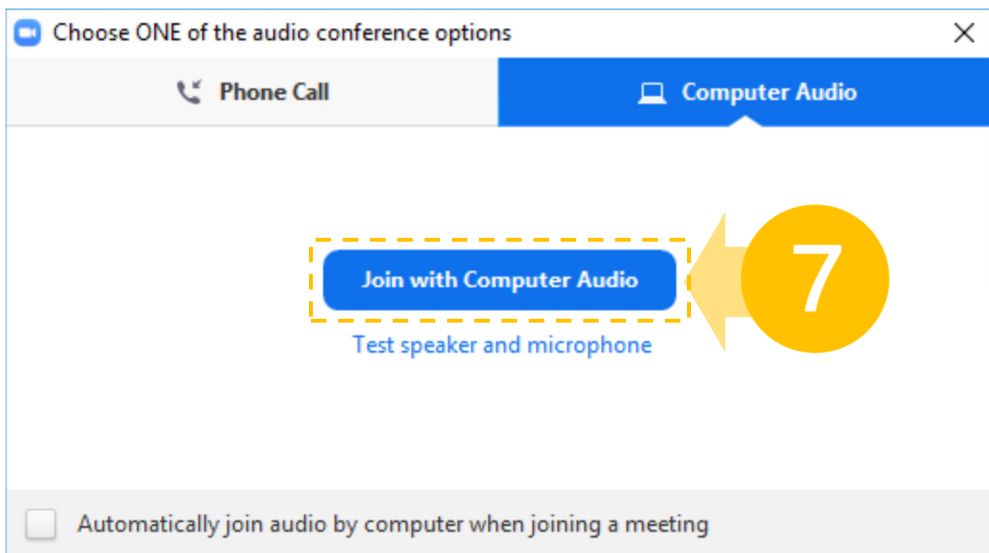 Choose ONE of the audio conference options
Phone Call
Computer Audio
Join with Computer Audio
7
Test speaker and microphone
Automatically join audio by computer when joining a meeting